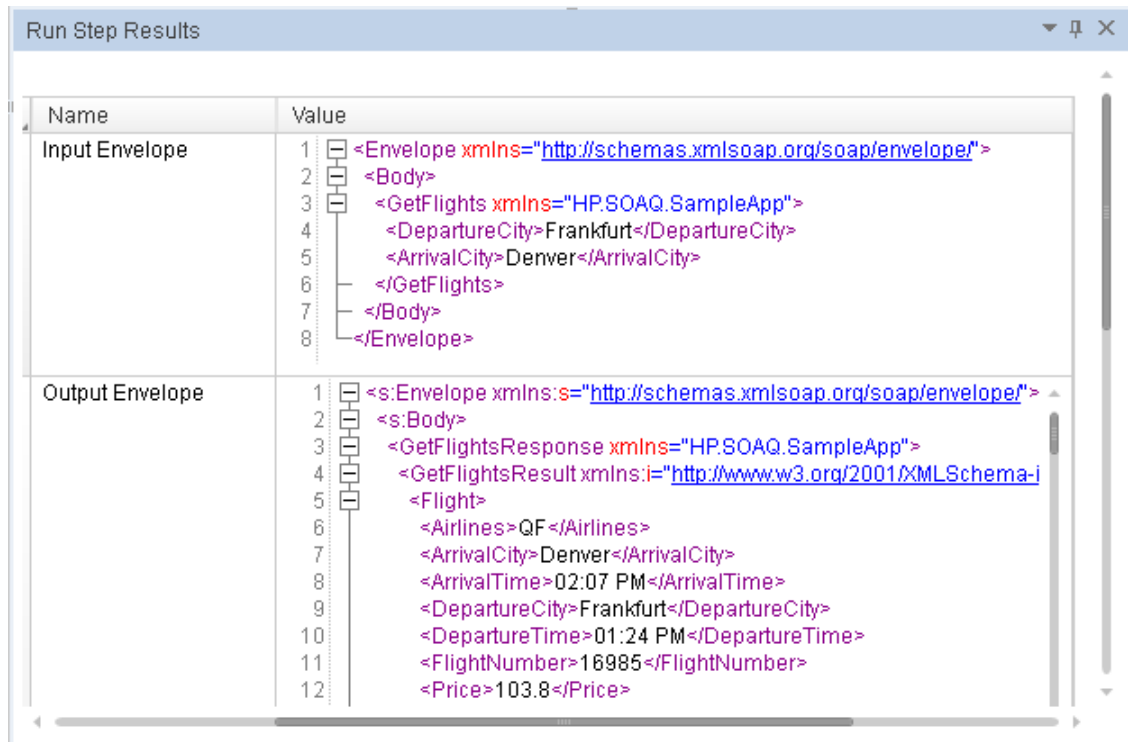 Run Step Results
Name Value
Input Envelope
1 <Envelope xmlns="http://schemas.xmlsoap.org/soap/envelope/">
2 <Body>
3 <GetFlights xmlns="HP.SOAQ.SampleApp">
4 <DepartureCity>Frankfurt</DepartureCity>
5 <ArrivalCity>Denver</ArrivalCity>
6 </GetFlights>
7 </Body>
8 </Envelope>
Output Envelope
1 <s:Envelope xmlns:s="http://schemas.xmlsoap.org/soap/envelope/">
2 <s:Body>
3 <GetFlightsResponse xmlns="HP.SOAQ.SampleApp">
4 <GetFlightsResult xmlns:i="http://www.w3.org/2001/XMLSchema-i
5 <Flight>
6 <Airlines>QF</Airlines>
7 <ArrivalCity>Denver</ArrivalCity>
8 <ArrivalTime>02:07 PM</ArrivalTime>
9 <DepartureCity>Frankfurt</DepartureCity>
10 <DepartureTime>01:24 PM</DepartureTime>
11 <FlightNumber>16985</FlightNumber>
12 <Price>103.8</Price>